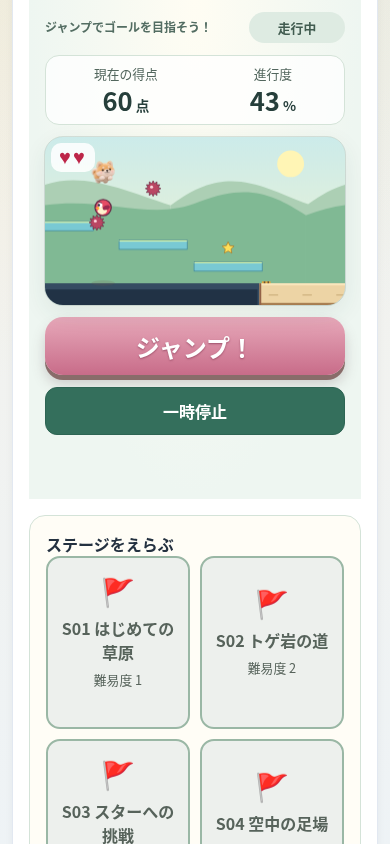 ジャンプでゴールを目指そう！
走行中
現在の得点
進行度
60 点
43 %
ジャンプ！
一時停止
ステージをえらぶ
S01 はじめての
草原
難易度 1
S02 トゲ岩の道
難易度 2
S03 スターへの
挑戦
S04 空中の足場